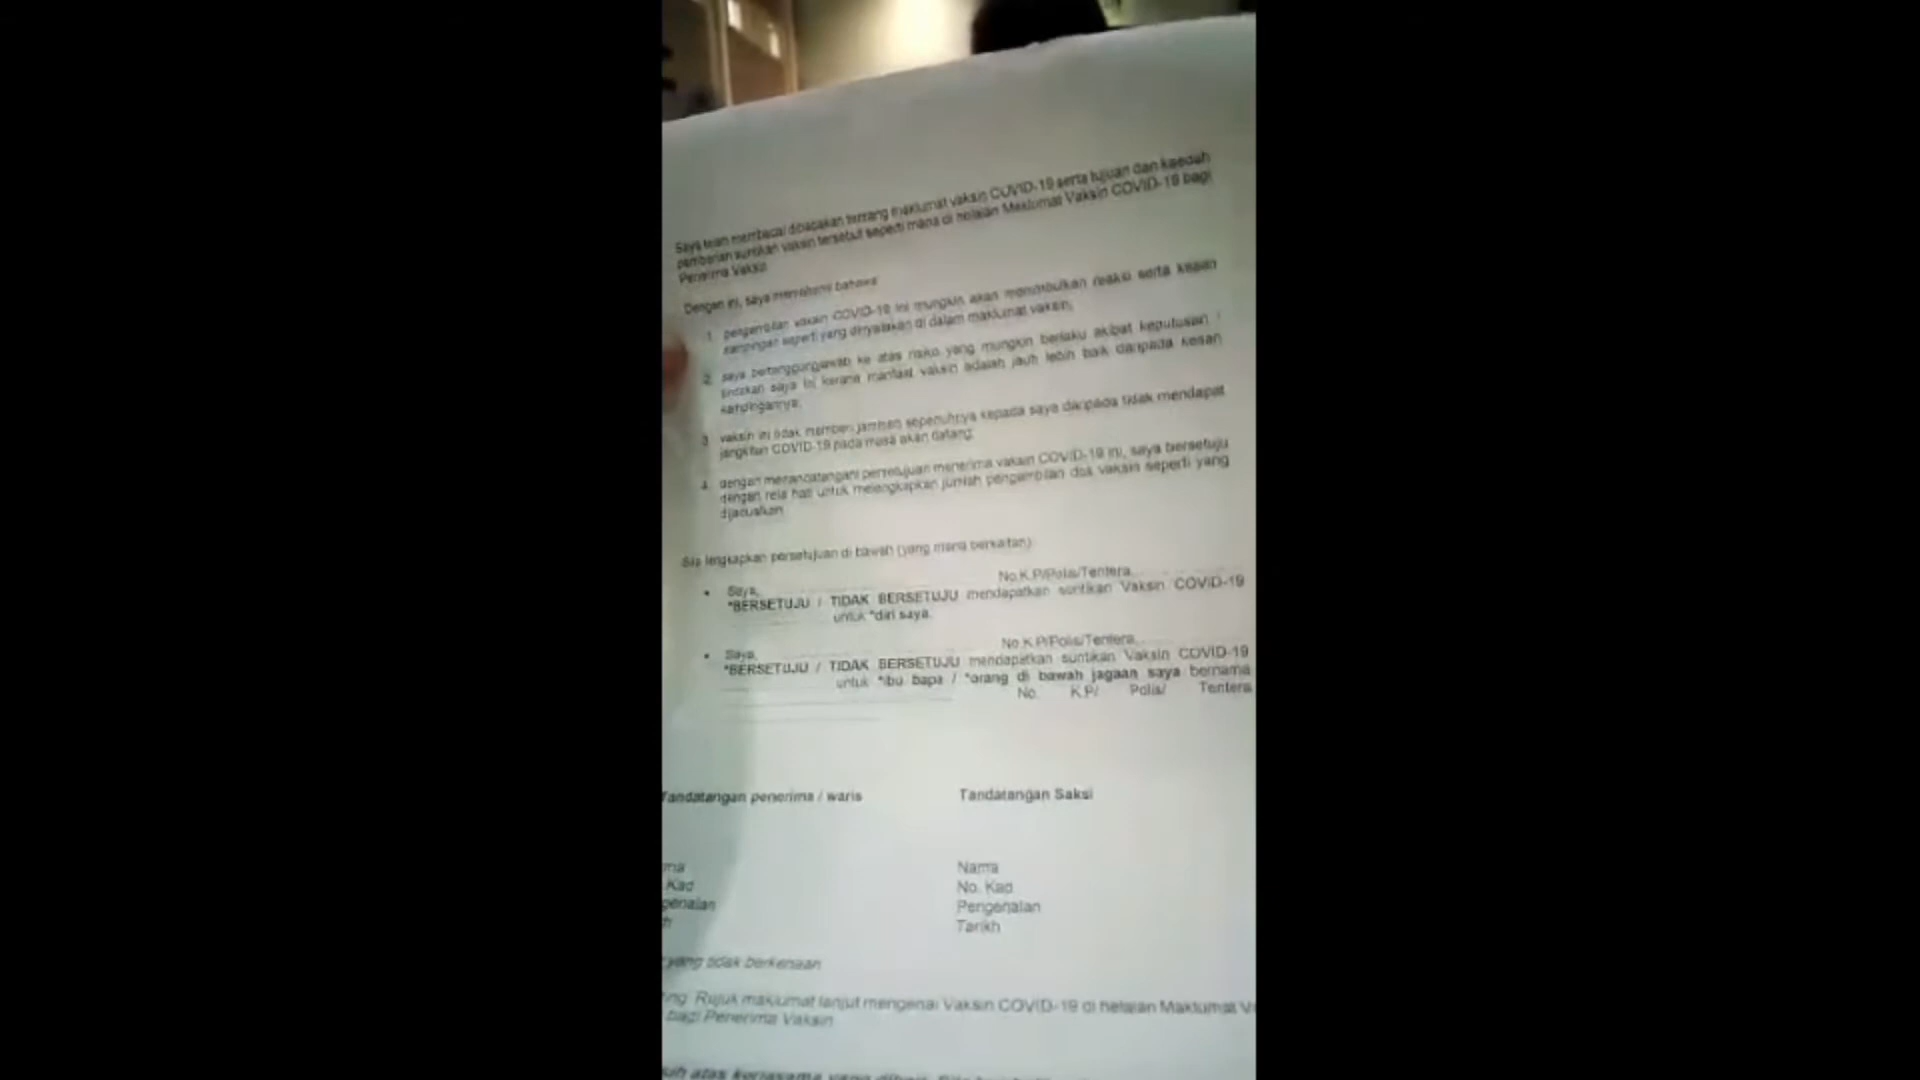 Saya telah membaca/ dibacakan tentang maklumat vaksin COVID-19 serta tujuan dan kaedah
pemberian suntikan vaksin tersebut seperti mana di helaian Maklumat Vaksin COVID-19 bagi
Penerima Vaksin
Dengan ini, saya memahami bahawa
1. pengambilan vaksin COVID-19 ini mungkin akan menimbulkan reaksi serta kesan
sampingan seperti yang dinyatakan di dalam maklumat vaksin;
2. saya bertanggungjawab ke atas risiko yang mungkin berlaku akibat keputusan /
tindakan saya ini kerana manfaat vaksin adalah jauh lebih baik daripada kesan
sampingannya;
3. vaksin ini tidak memberi jaminan sepenuhnya kepada saya daripada tidak mendapat
jangkitan COVID-19 pada masa akan datang;
4. dengan menandatangani persetujuan menerima vaksin COVID-19 ini, saya bersetuju
dengan rela hati untuk melengkapkan jumlah pengambilan dos vaksin seperti yang
dijadualkan
Sila lengkapkan persetujuan di bawah (yang mana berkaitan)
• Saya, No.K.P/Polis/Tentera
*BERSETUJU / TIDAK BERSETUJU mendapatkan suntikan Vaksin COVID-19
untuk *diri saya.
• Saya, No.K.P/Polis/Tentera
*BERSETUJU / TIDAK BERSETUJU mendapatkan suntikan Vaksin COVID-19
untuk *ibu bapa / *orang di bawah jagaan saya bernama
No. K.P/ Polis/ Tentera
Tandatangan penerima / waris Tandatangan Saksi
ma Nama
Kad No. Kad
genalan Pengenalan
h Tarikh
yang tidak berkenaan
ing: Rujuk maklumat lanjut mengenai Vaksin COVID-19 di helaian Maklumat V
bagi Penerima Vaksin
uh atas kerjasama yang diberi